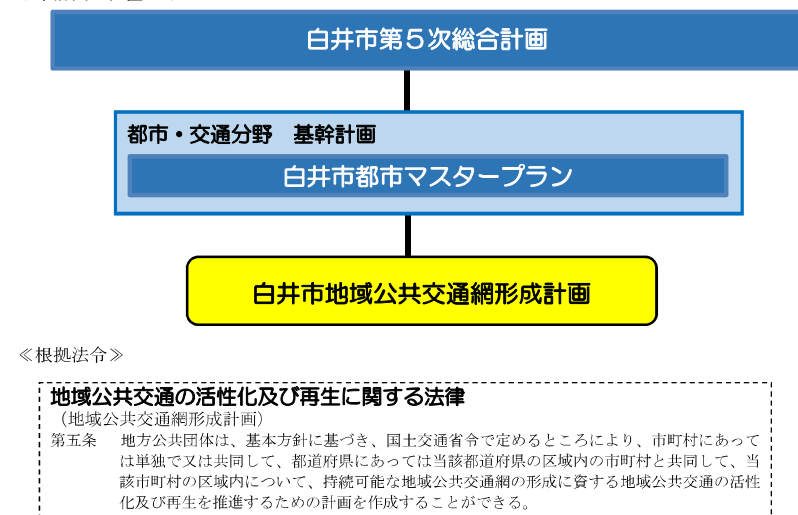 白井市第５次総合計画
都市・交通分野　基幹計画
白井市都市マスタープラン
白井市地域公共交通網形成計画
≪根拠法令≫
地域公共交通の活性化及び再生に関する法律
（地域公共交通網形成計画）
第五条　地方公共団体は、基本方針に基づき、国土交通省令で定めるところにより、市町村にあって
は単独で又は共同して、都道府県にあっては当該都道府県の区域内の市町村と共同して、当
該市町村の区域内について、持続可能な地域公共交通網の形成に資する地域公共交通の活性
化及び再生を推進するための計画を作成することができる。